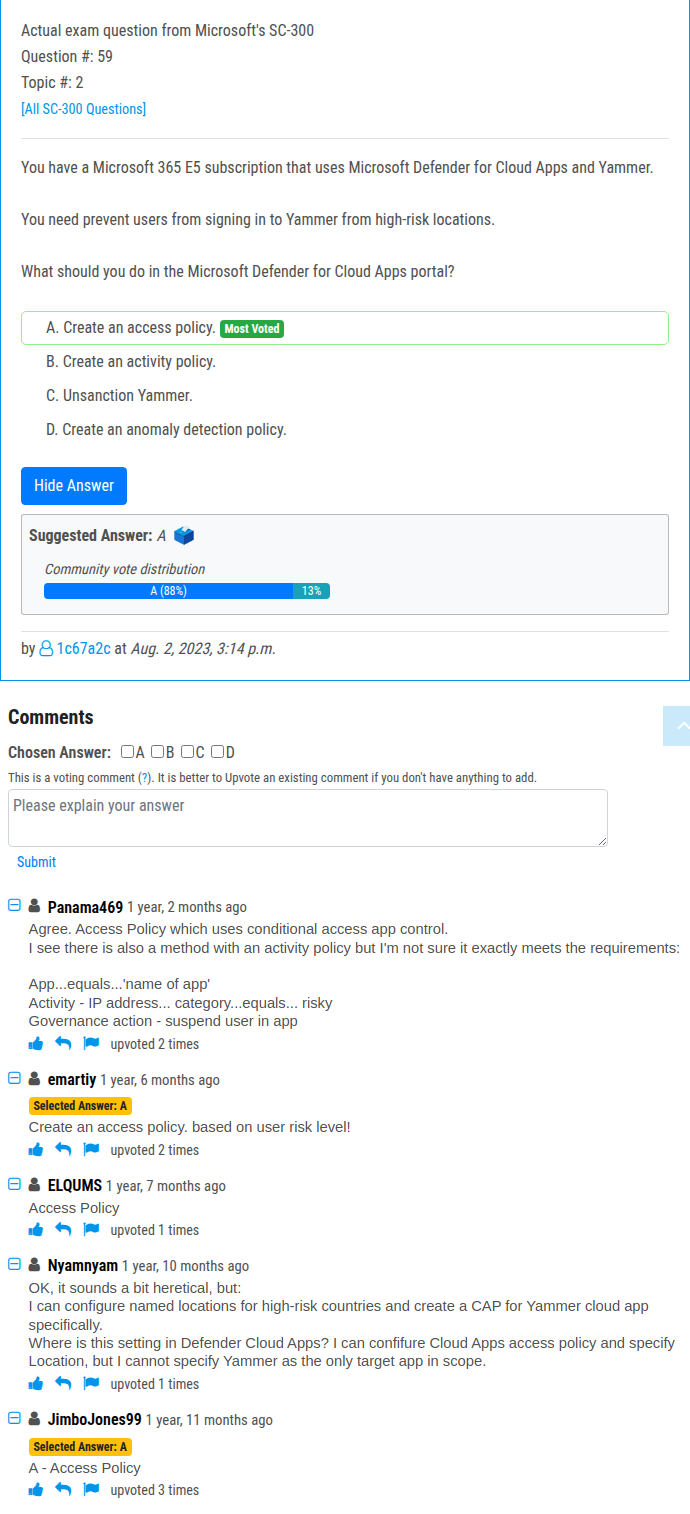 Actual exam question from Microsoft's SC-300
Question #: 59
Topic #: 2
[All SC-300 Questions]
You have a Microsoft 365 E5 subscription that uses Microsoft Defender for Cloud Apps and Yammer.
You need prevent users from signing in to Yammer from high-risk locations.
What should you do in the Microsoft Defender for Cloud Apps portal?
A. Create an access policy. Most Voted
B. Create an activity policy.
C. Unsanction Yammer.
D. Create an anomaly detection policy.
Hide Answer
Suggested Answer: A
Community vote distribution
A (88%) 13%
by 1c67a2c at Aug. 2, 2023, 3:14 p.m.
Comments
Chosen Answer: A B C D
This is a voting comment (?). It is better to Upvote an existing comment if you don't have anything to add.
Please explain your answer
Submit
Panama469 1 year, 2 months ago
Agree. Access Policy which uses conditional access app control.
I see there is also a method with an activity policy but I'm not sure it exactly meets the requirements:
App...equals...'name of app'
Activity - IP address... category...equals... risky
Governance action - suspend user in app
upvoted 2 times
emartiy 1 year, 6 months ago
Selected Answer: A
Create an access policy. based on user risk level!
upvoted 2 times
ELQUMS 1 year, 7 months ago
Access Policy
upvoted 1 times
Nyamnyam 1 year, 10 months ago
OK, it sounds a bit heretical, but:
I can configure named locations for high-risk countries and create a CAP for Yammer cloud app
specifically.
Where is this setting in Defender Cloud Apps? I can confifure Cloud Apps access policy and specify
Location, but I cannot specify Yammer as the only target app in scope.
upvoted 1 times
JimboJones99 1 year, 11 months ago
Selected Answer: A
A - Access Policy
upvoted 3 times